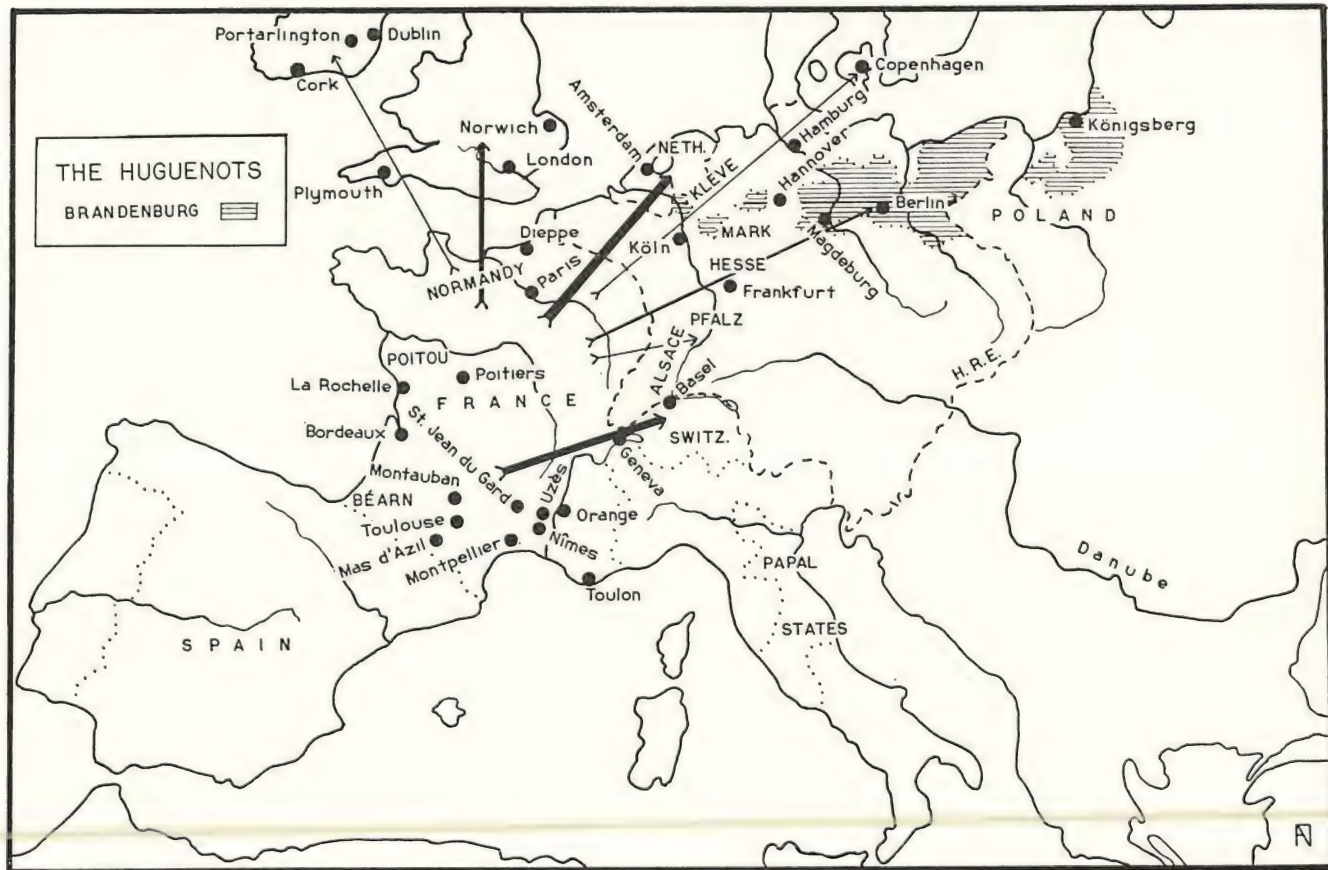 Portarlington
Dublin
Cork
Copenhagen
Amsterdam
Norwich
Hamburg
Königsberg
NETH.
London
KLEVE
Hannover
THE HUGUENOTS
BRANDENBURG
Plymouth
Berlin
POLAND
Dieppe
MARK
Köln
Magdeburg
NORMANDY
Paris
HESSE
Frankfurt
PFALZ
POITOU
ALSACE
H.R.E.
Poitiers
La Rochelle
Basel
FRANCE
Bordeaux
St. Jean du Gard
SWITZ.
Geneva
Montauban
Uzès
BÉARN
Orange
Toulouse
Nîmes
Mas d'Azil
Montpellier
Danube
PAPAL
Toulon
STATES
SPAIN